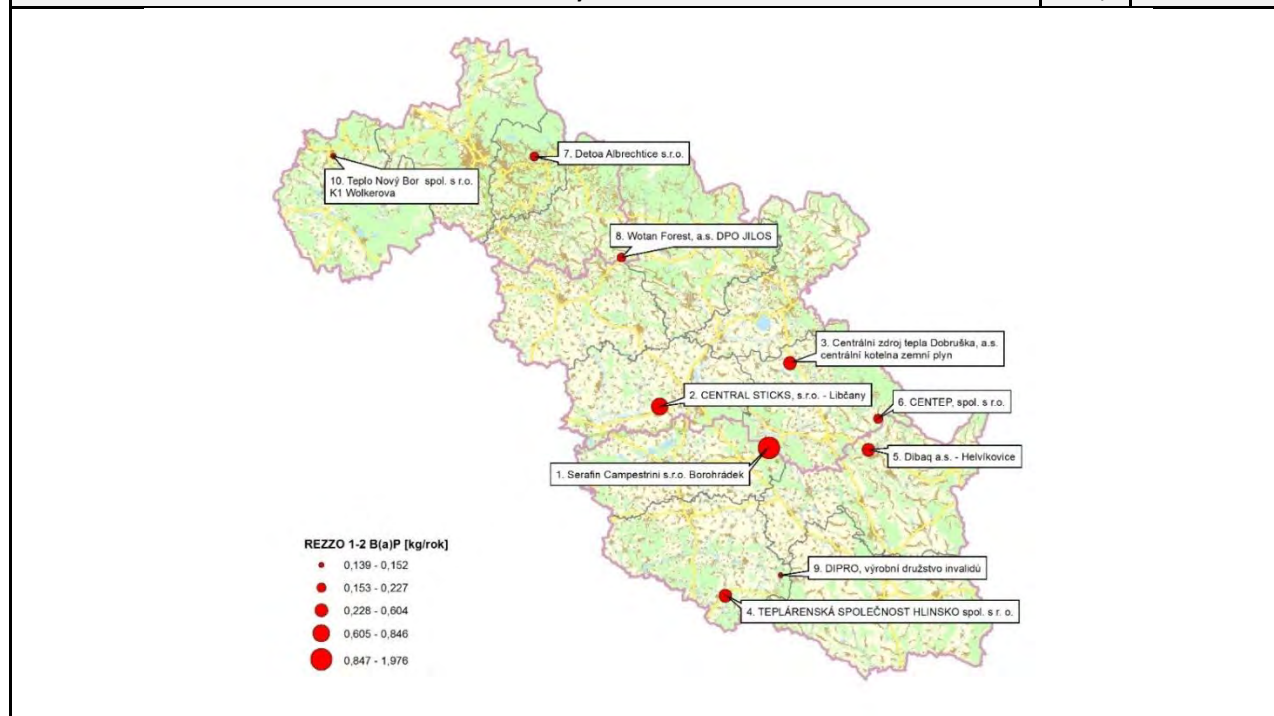 7. Detoa Albrechtice s.r.o.
10. Teplo Nový Bor spol. s r.o.
K1 Wolkerova
8. Wotan Forest, a.s. DPO JILOS
3. Centrální zdroj tepla Dobruška, a.s.
centrální kotelna zemní plyn
2. CENTRAL STICKS, s.r.o. - Libčany
6. CENTEP, spol. s r.o.
5. Dibaq a.s. - Helvíkovice
1. Serafin Campestrini s.r.o. Borohrádek
9. DIPRO, výrobní družstvo invalidů
4. TEPLÁRENSKÁ SPOLEČNOST HLINSKO spol. s r. o.
REZZO 1-2 B(a)P [kg/rok]
0,139 - 0,152
0,153 - 0,227
0,228 - 0,604
0,605 - 0,846
0,847 - 1,976